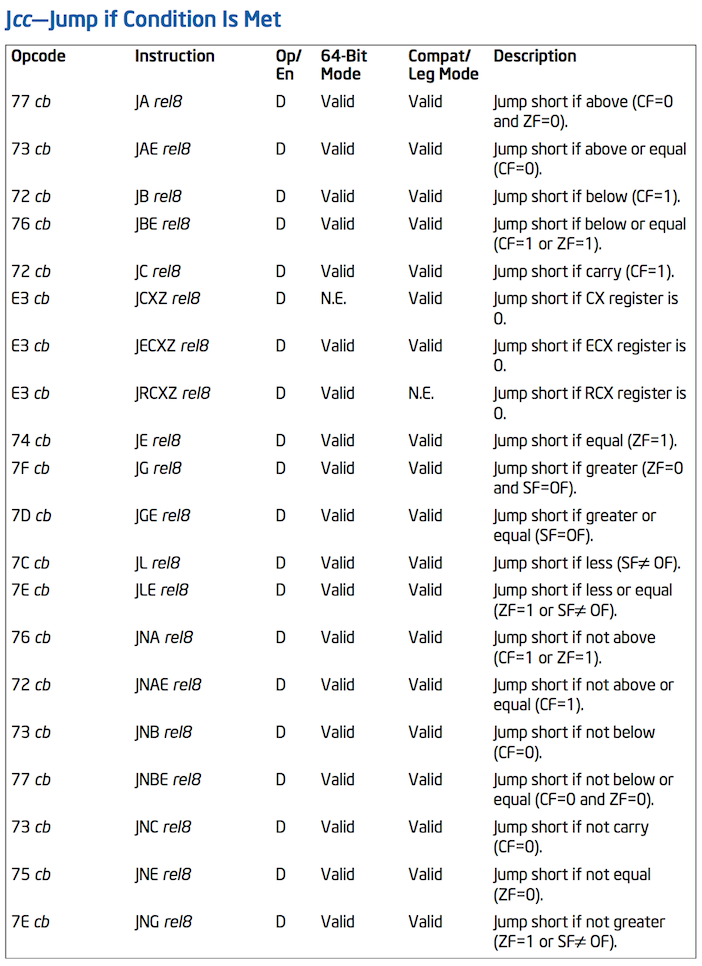 Jcc—Jump if Condition Is Met
Opcode Instruction Op/ 64-Bit Compat/ Description
En Mode Leg Mode
77 cb JA rel8 D Valid Valid Jump short if above (CF=0
and ZF=0).
73 cb JAE rel8 D Valid Valid Jump short if above or equal
(CF=0).
72 cb JB rel8 D Valid Valid Jump short if below (CF=1).
76 cb JBE rel8 D Valid Valid Jump short if below or equal
(CF=1 or ZF=1).
72 cb JC rel8 D Valid Valid Jump short if carry (CF=1).
E3 cb JCXZ rel8 D N.E. Valid Jump short if CX register is
0.
E3 cb JECXZ rel8 D Valid Valid Jump short if ECX register is
0.
E3 cb JRCXZ rel8 D Valid N.E. Jump short if RCX register is
0.
74 cb JE rel8 D Valid Valid Jump short if equal (ZF=1).
7F cb JG rel8 D Valid Valid Jump short if greater (ZF=0
and SF=OF).
7D cb JGE rel8 D Valid Valid Jump short if greater or
equal (SF=OF).
7C cb JL rel8 D Valid Valid Jump short if less (SF≠ OF).
7E cb JLE rel8 D Valid Valid Jump short if less or equal
(ZF=1 or SF≠ OF).
76 cb JNA rel8 D Valid Valid Jump short if not above
(CF=1 or ZF=1).
72 cb JNAE rel8 D Valid Valid Jump short if not above or
equal (CF=1).
73 cb JNB rel8 D Valid Valid Jump short if not below
(CF=0).
77 cb JNBE rel8 D Valid Valid Jump short if not below or
equal (CF=0 and ZF=0).
73 cb JNC rel8 D Valid Valid Jump short if not carry
(CF=0).
75 cb JNE rel8 D Valid Valid Jump short if not equal
(ZF=0).
7E cb JNG rel8 D Valid Valid Jump short if not greater
(ZF=1 or SF≠ OF).